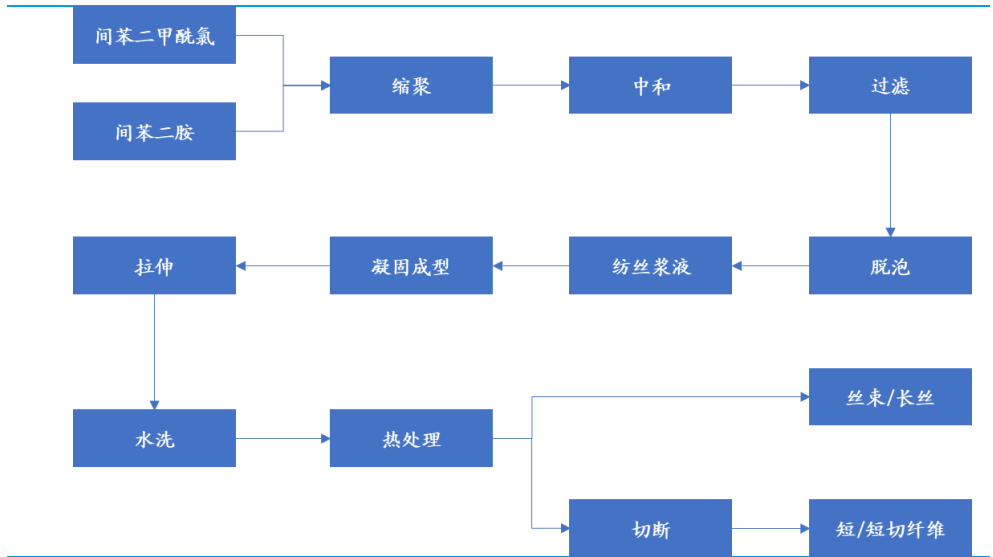 间苯二甲酰氯
间苯二胺
缩聚
中和
过滤
脱泡
纺丝浆液
凝固成型
拉伸
水洗
热处理
丝束/长丝
切断
短/短切纤维